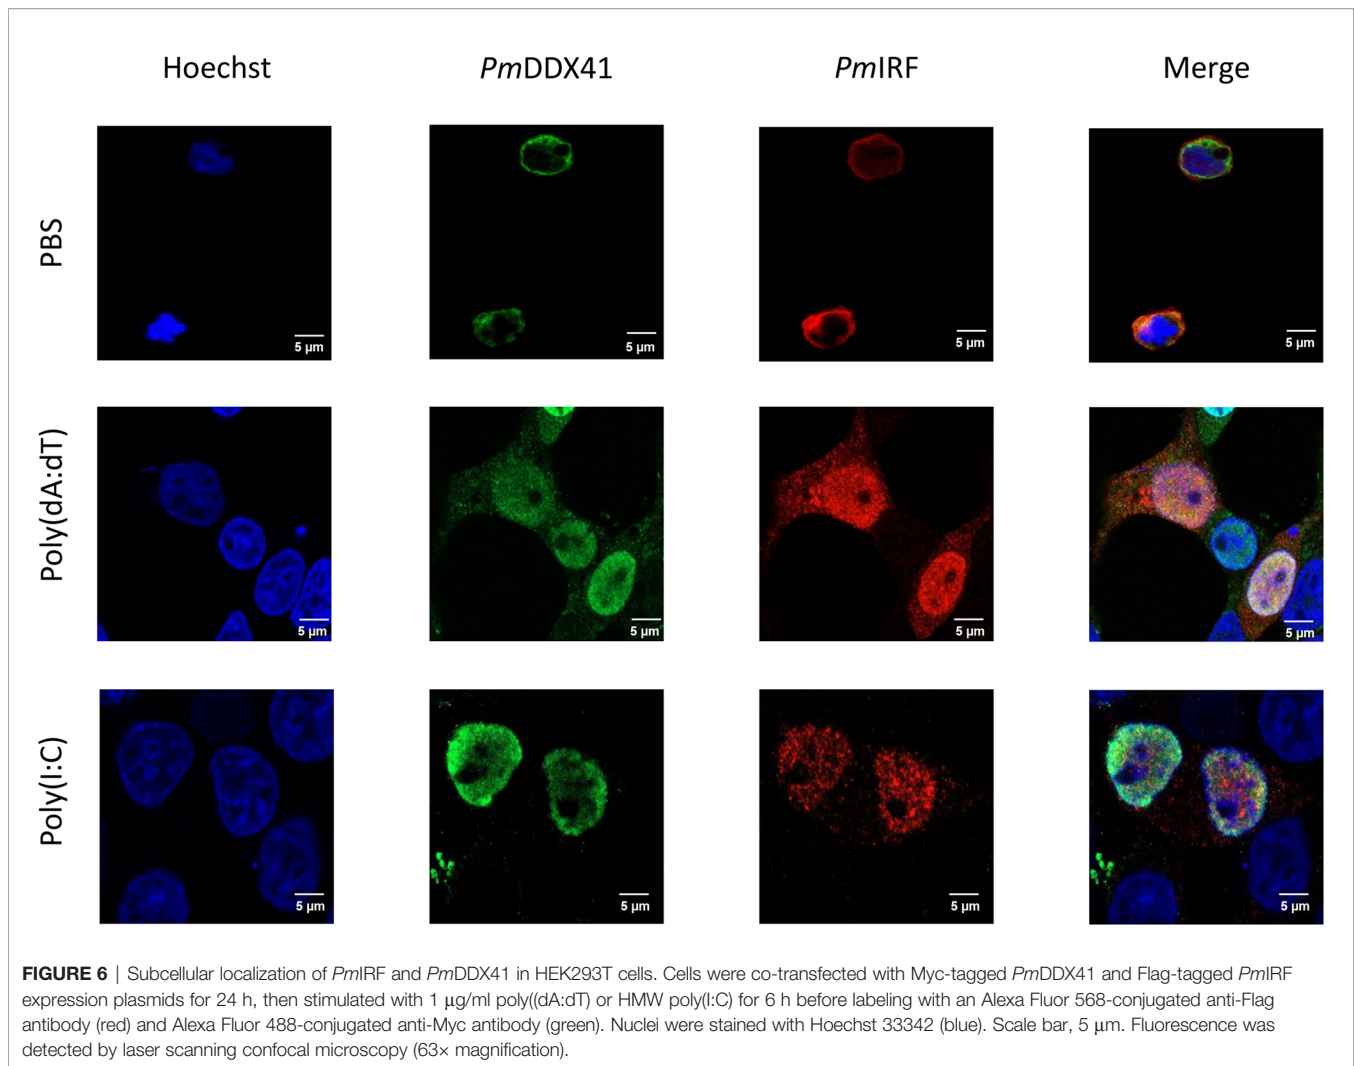 Hoechst PmDDX41 PmIRF Merge
PBS
5 µm 5 µm 5 µm 5 µm
Poly(dA:dT)
5 µm 5 µm 5 µm 5 µm
Poly(I:C)
5 µm 5 µm 5 µm 5 µm
FIGURE 6 | Subcellular localization of PmIRF and PmDDX41 in HEK293T cells. Cells were co-transfected with Myc-tagged PmDDX41 and Flag-tagged PmIRF
expression plasmids for 24 h, then stimulated with 1 µg/ml poly((dA:dT) or HMW poly(I:C) for 6 h before labeling with an Alexa Fluor 568-conjugated anti-Flag
antibody (red) and Alexa Fluor 488-conjugated anti-Myc antibody (green). Nuclei were stained with Hoechst 33342 (blue). Scale bar, 5 µm. Fluorescence was
detected by laser scanning confocal microscopy (63× magnification).